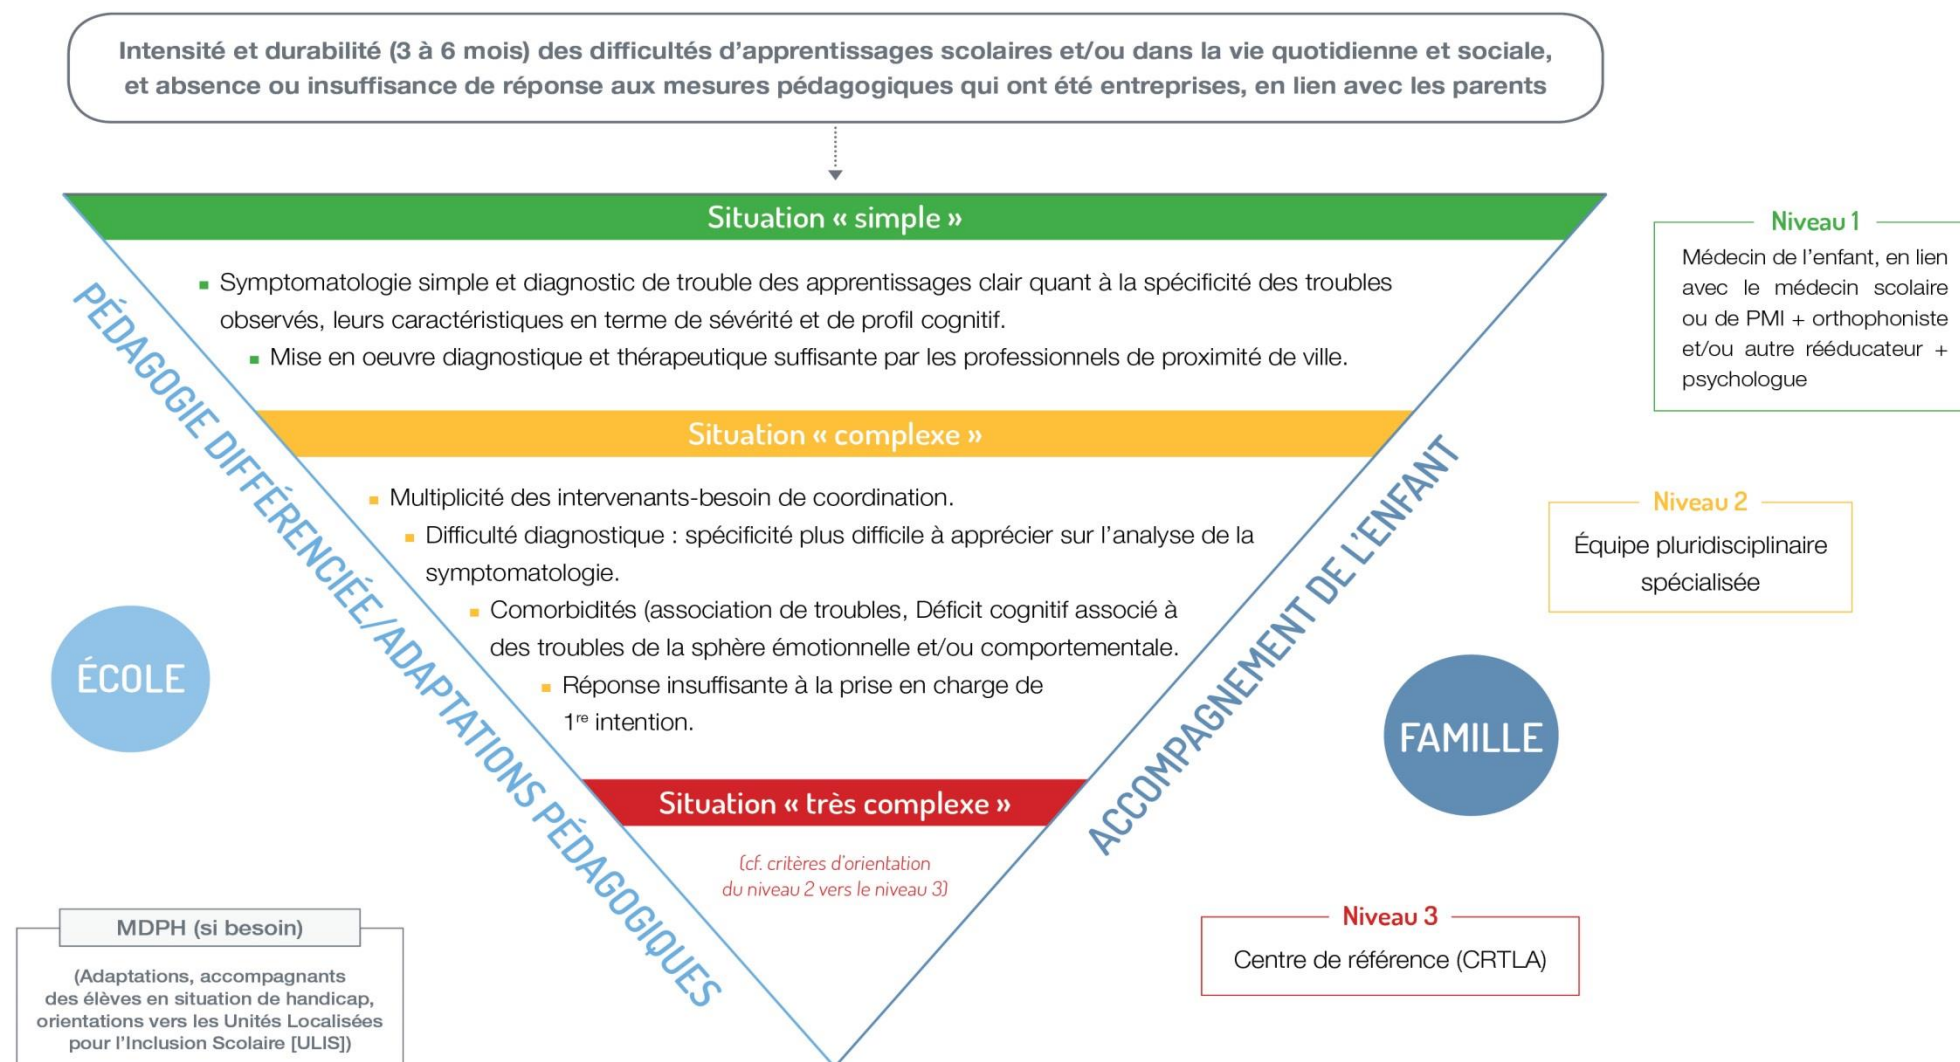 Intensité et durabilité (3 à 6 mois) des difficultés d'apprentissages scolaires et/ou dans la vie quotidienne et sociale,
et absence ou insuffisance de réponse aux mesures pédagogiques qui ont été entreprises, en lien avec les parents
Situation « simple »
Symptomatologie simple et diagnostic de trouble des apprentissages clair quant à la spécificité des troubles
observés, leurs caractéristiques en terme de sévérité et de profil cognitif.
Mise en oeuvre diagnostique et thérapeutique suffisante par les professionnels de proximité de ville.
Niveau 1
Médecin de l'enfant, en lien
avec le médecin scolaire
ou de PMI + orthophoniste
et/ou autre rééducateur +
psychologue
Situation « complexe »
Multiplicité des intervenants-besoin de coordination.
Difficulté diagnostique : spécificité plus difficile à apprécier sur l'analyse de la
symptomatologie.
Comorbidités (association de troubles, Déficit cognitif associé à
des troubles de la sphère émotionnelle et/ou comportementale.
Réponse insuffisante à la prise en charge de
1re intention.
Niveau 2
Équipe pluridisciplinaire
spécialisée
PÉDAGOGIE DIFFÉRENCIÉE/ADAPTATIONS PÉDAGOGIQUES
ACCOMPAGNEMENT DE L'ENFANT
ÉCOLE
FAMILLE
Situation « très complexe »
(cf. critères d'orientation
du niveau 2 vers le niveau 3)
Niveau 3
Centre de référence (CRTLA)
MDPH (si besoin)
(Adaptations, accompagnants
des élèves en situation de handicap,
orientations vers les Unités Localisées
pour l'Inclusion Scolaire [ULIS])